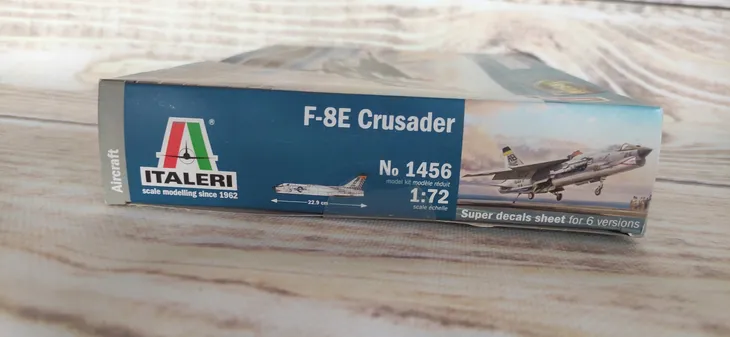 Aircraft
ITALERI®
scale modelling since 1962
F-8E Crusader
No 1456
model kit modèle réduit
1:72
scale échelle
22.9 cm
Super decals sheet for 6 versions